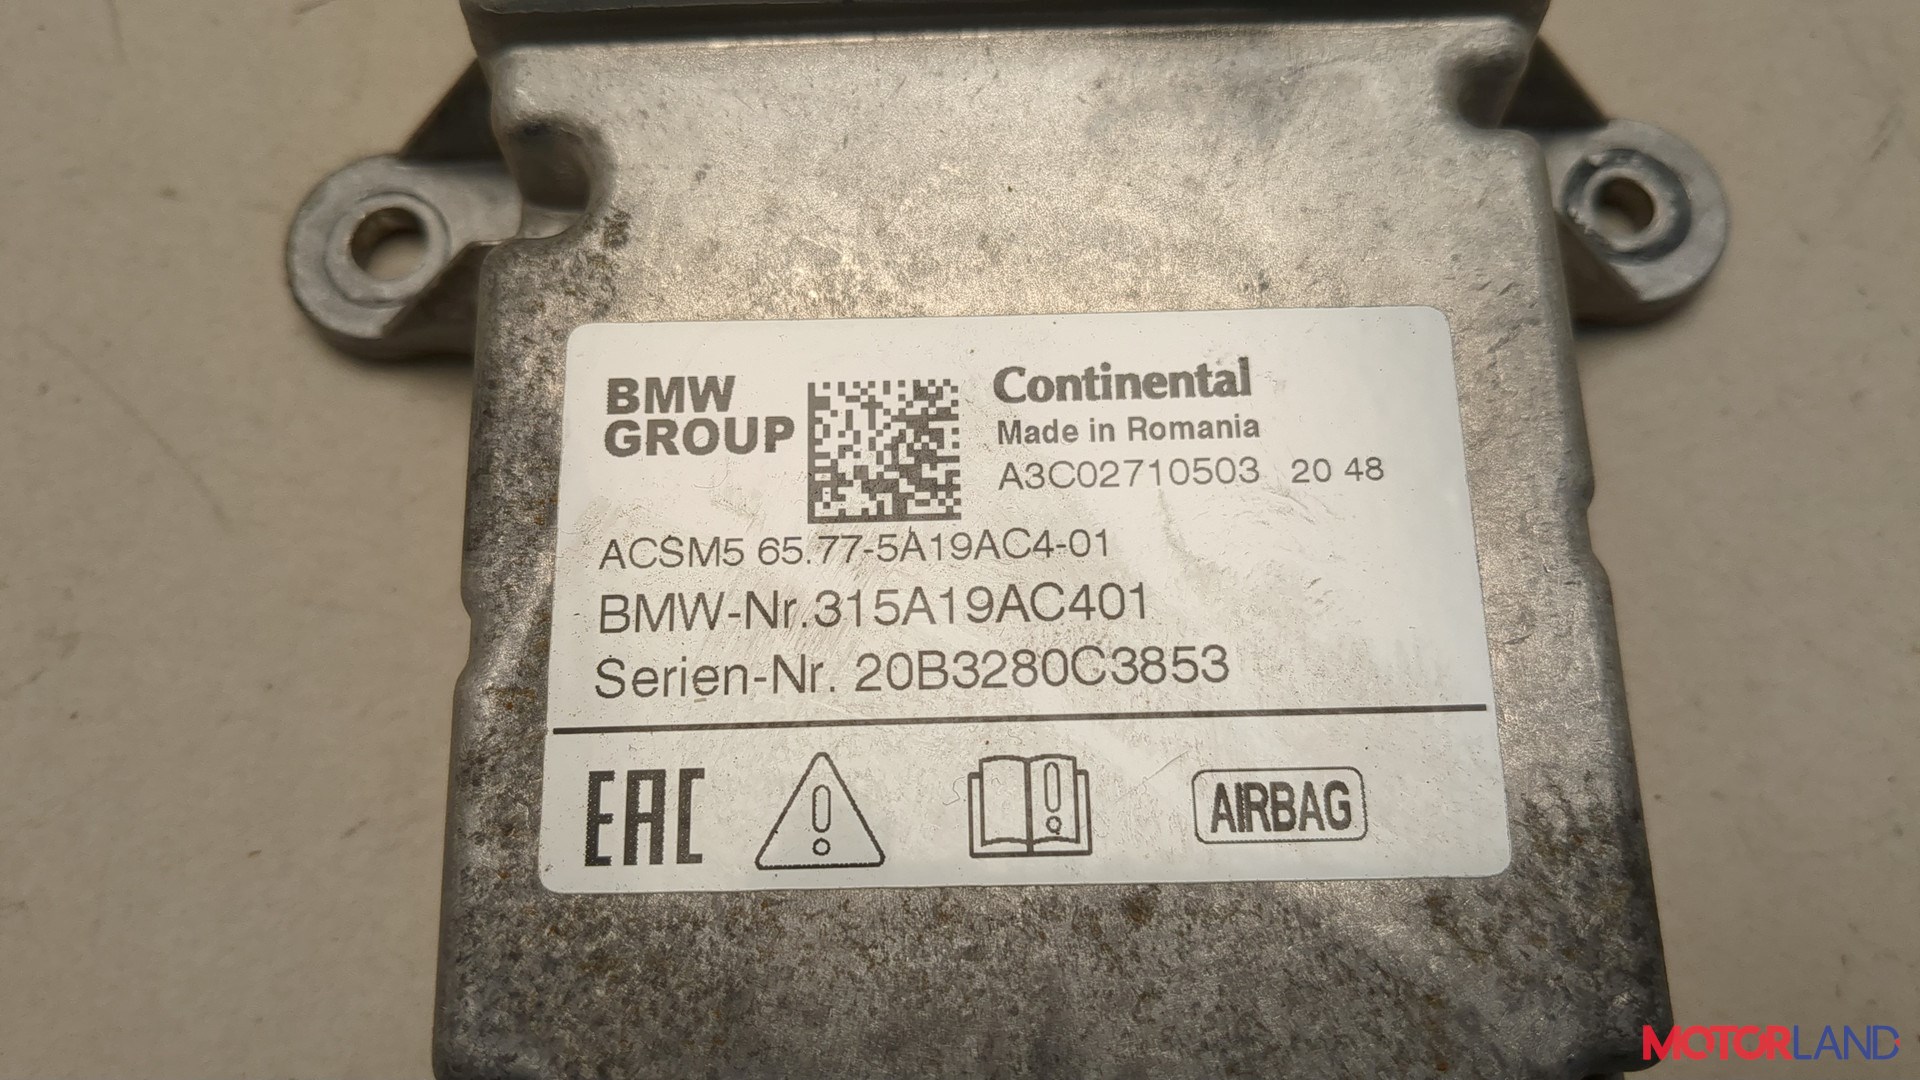 BMW
GROUP
Continental
Made in Romania
A3C02710503 20 48
ACSM5 65.77-5A19AC4-01
BMW-Nr.315A19AC401
Serien-Nr. 20B3280C3853
EAC
AIRBAG
MOTORLAND